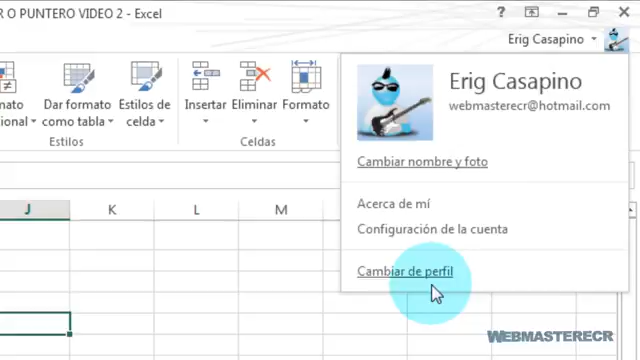 R O PUNTERO VIDEO 2 - Excel
?
Erig Casapino
mato
ional
Dar formato
como tabla
Estilos de
celda
Insertar
Eliminar
Formato
Estilos
Celdas
Erig Casapino
webmasterecr@hotmail.com
Cambiar nombre y foto
Acerca de mí
Configuración de la cuenta
Cambiar de perfil
J K L M
WEBMASTERECR